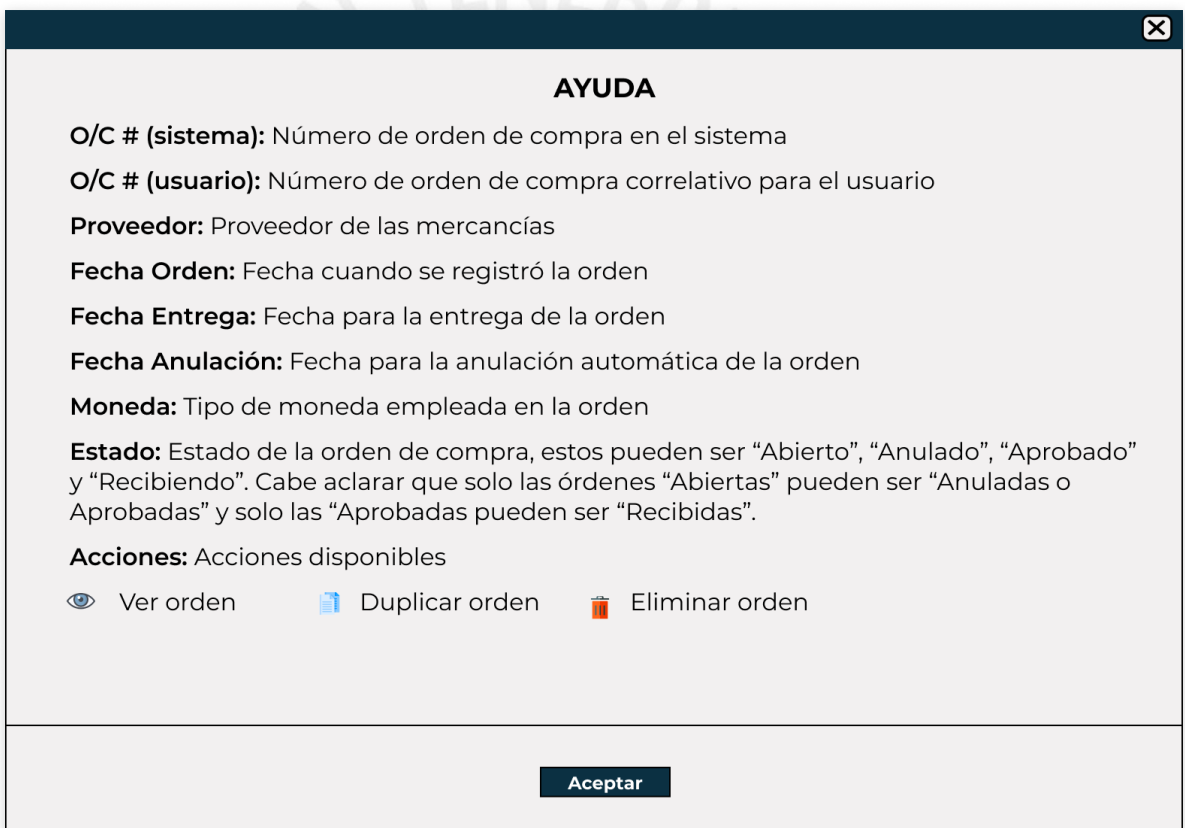 AYUDA
O/C # (sistema): Número de orden de compra en el sistema
O/C # (usuario): Número de orden de compra correlativo para el usuario
Proveedor: Proveedor de las mercancías
Fecha Orden: Fecha cuando se registró la orden
Fecha Entrega: Fecha para la entrega de la orden
Fecha Anulación: Fecha para la anulación automática de la orden
Moneda: Tipo de moneda empleada en la orden
Estado: Estado de la orden de compra, estos pueden ser “Abierto”, “Anulado”, “Aprobado”
y “Recibiendo”. Cabe aclarar que solo las órdenes “Abiertas” pueden ser “Anuladas o
Aprobadas” y solo las “Aprobadas pueden ser “Recibidas”.
Acciones: Acciones disponibles
Ver orden Duplicar orden Eliminar orden
Aceptar